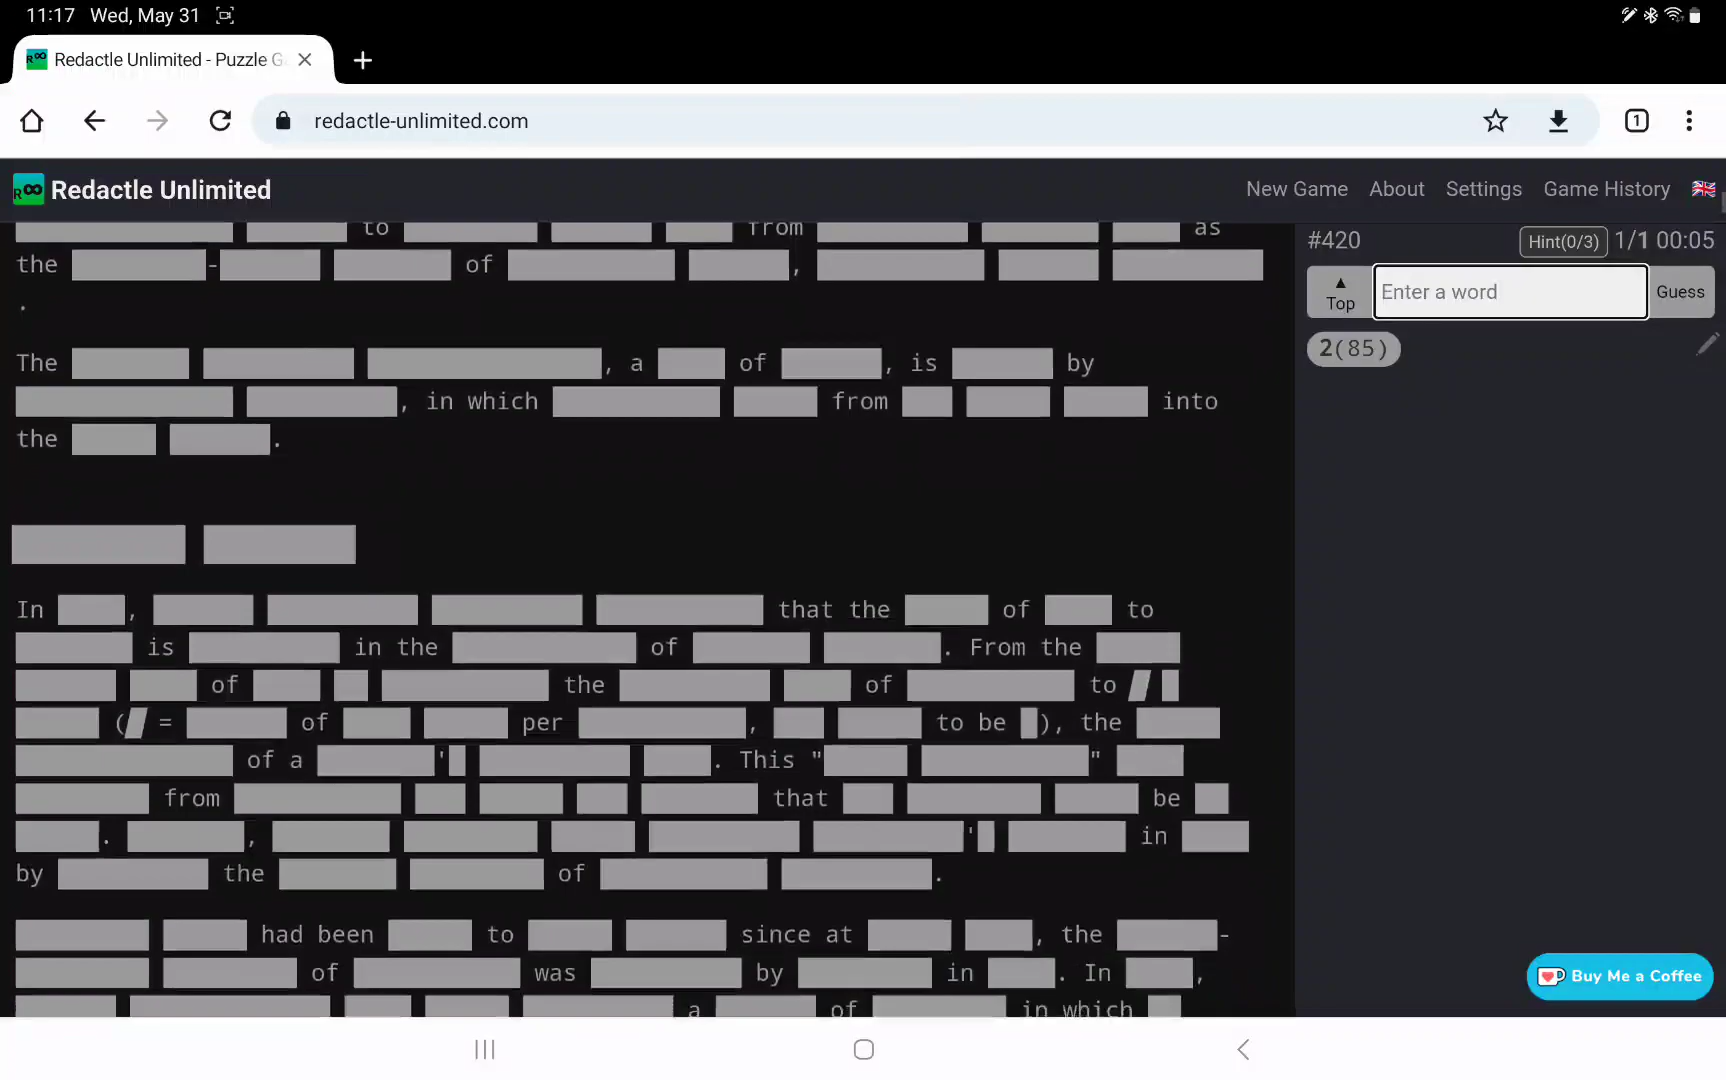 11:17 Wed, May 31
Redactle Unlimited - Puzzle G
redactle-unlimited.com
R∞ Redactle Unlimited
New Game About Settings Game History
to from as
the - of ,
.
The , a of , is by
, in which from into
the .
In , that the of to
is in the of . From the
of the of to
( = of per , to be ), the
of a ' . This " "
from that be
. , ' in
by the of .
had been to since at , the -
of was by in . In ,
a of in which
#420 Hint(0/3) 1/1 00:05
▲ Top Enter a word Guess
2(85)
Buy Me a Coffee